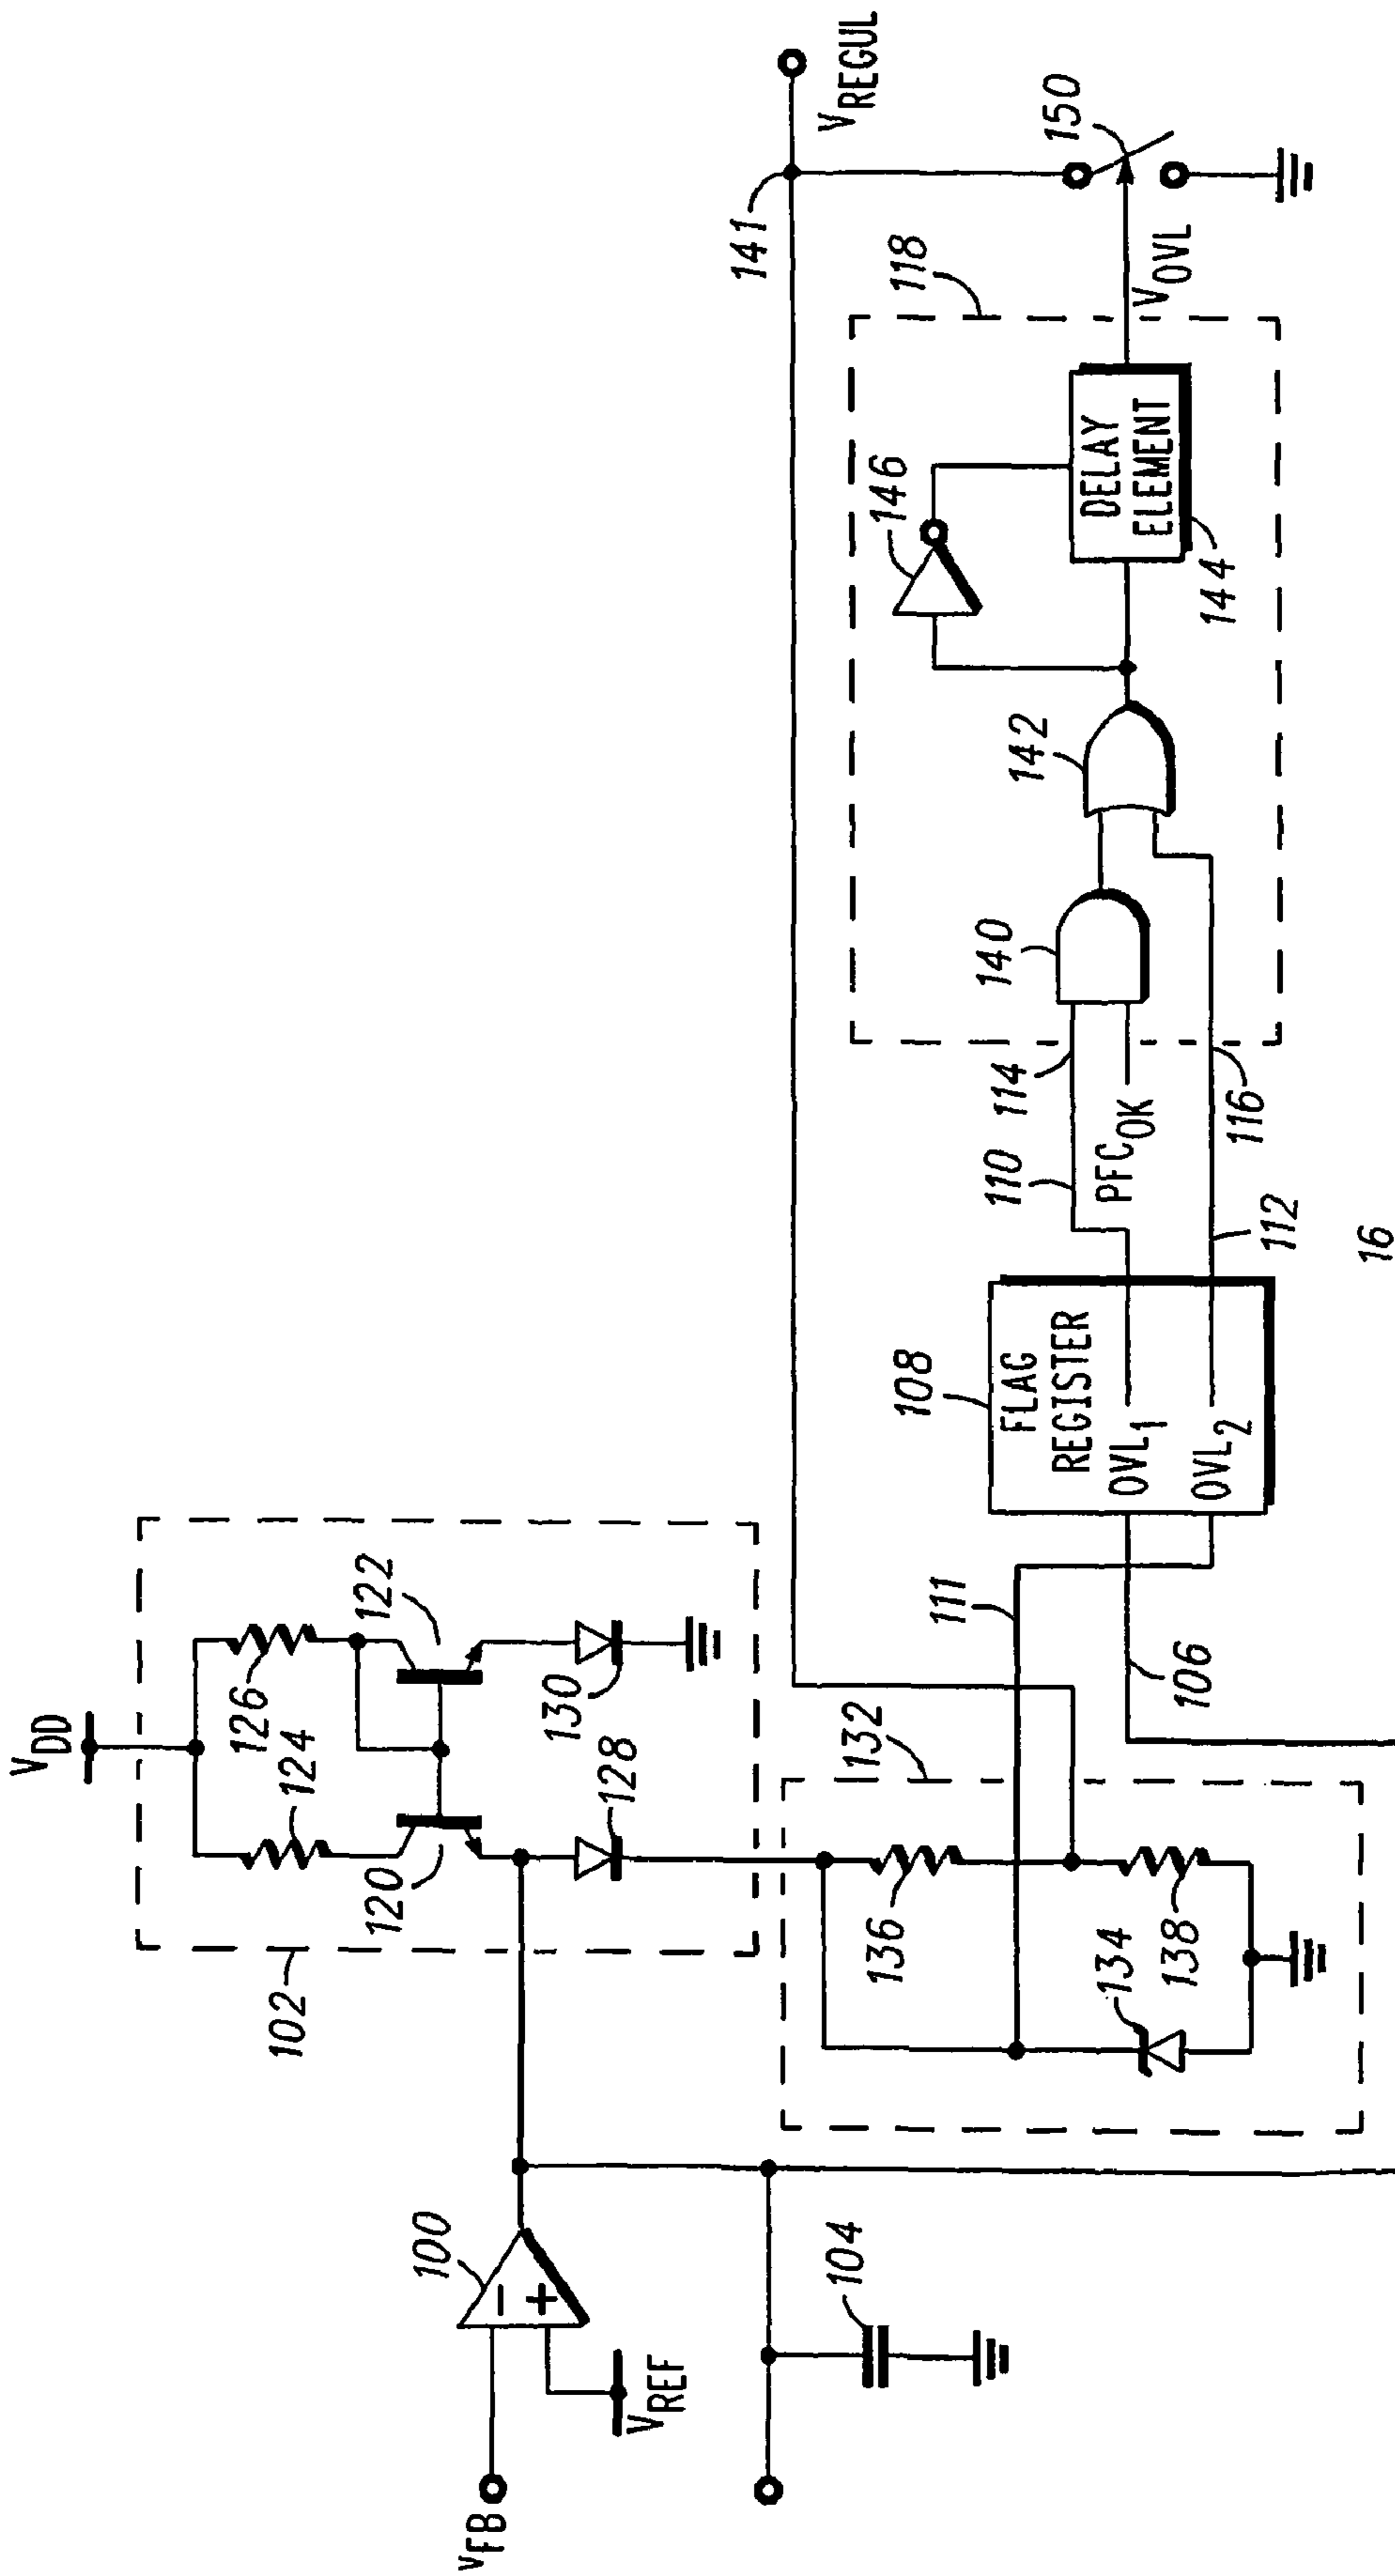 V_DD
126
124
122
120
130
128
102
V_FB
100
V_REF
104
132
136
134
138
111
106
108
FLAG
REGISTER
OVL_1
OVL_2
110
114
PFC_OK
112
116
140
142
146
DELAY
ELEMENT
144
118
V_OVL
150
141
V_REGUL
16